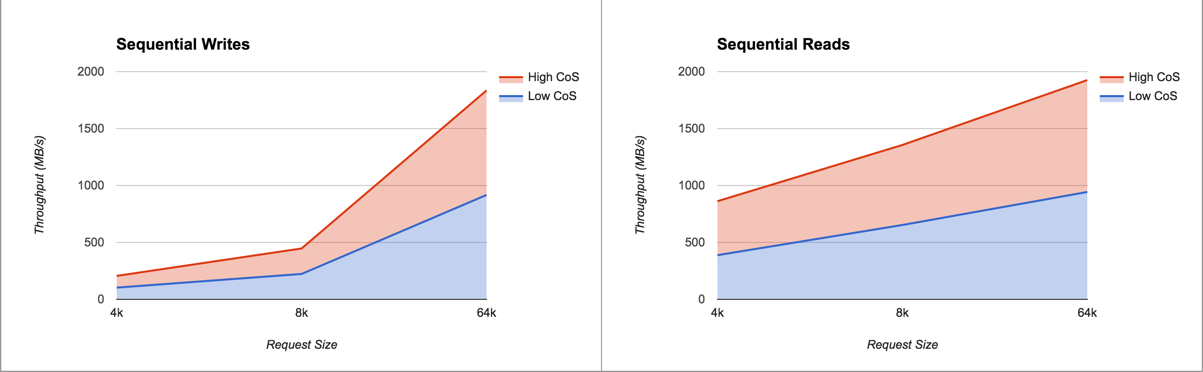 Sequential Writes
High CoS
Low CoS
2000
1500
1000
500
0
Throughput (MB/s)
4k 8k 64k
Request Size
Sequential Reads
High CoS
Low CoS
2000
1500
1000
500
0
Throughput (MB/s)
4k 8k 64k
Request Size